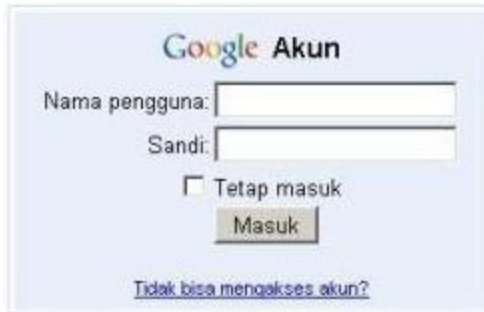 Google Akun
Nama pengguna:
Sandi:
Tetap masuk
Masuk
Tidak bisa mengakses akun?